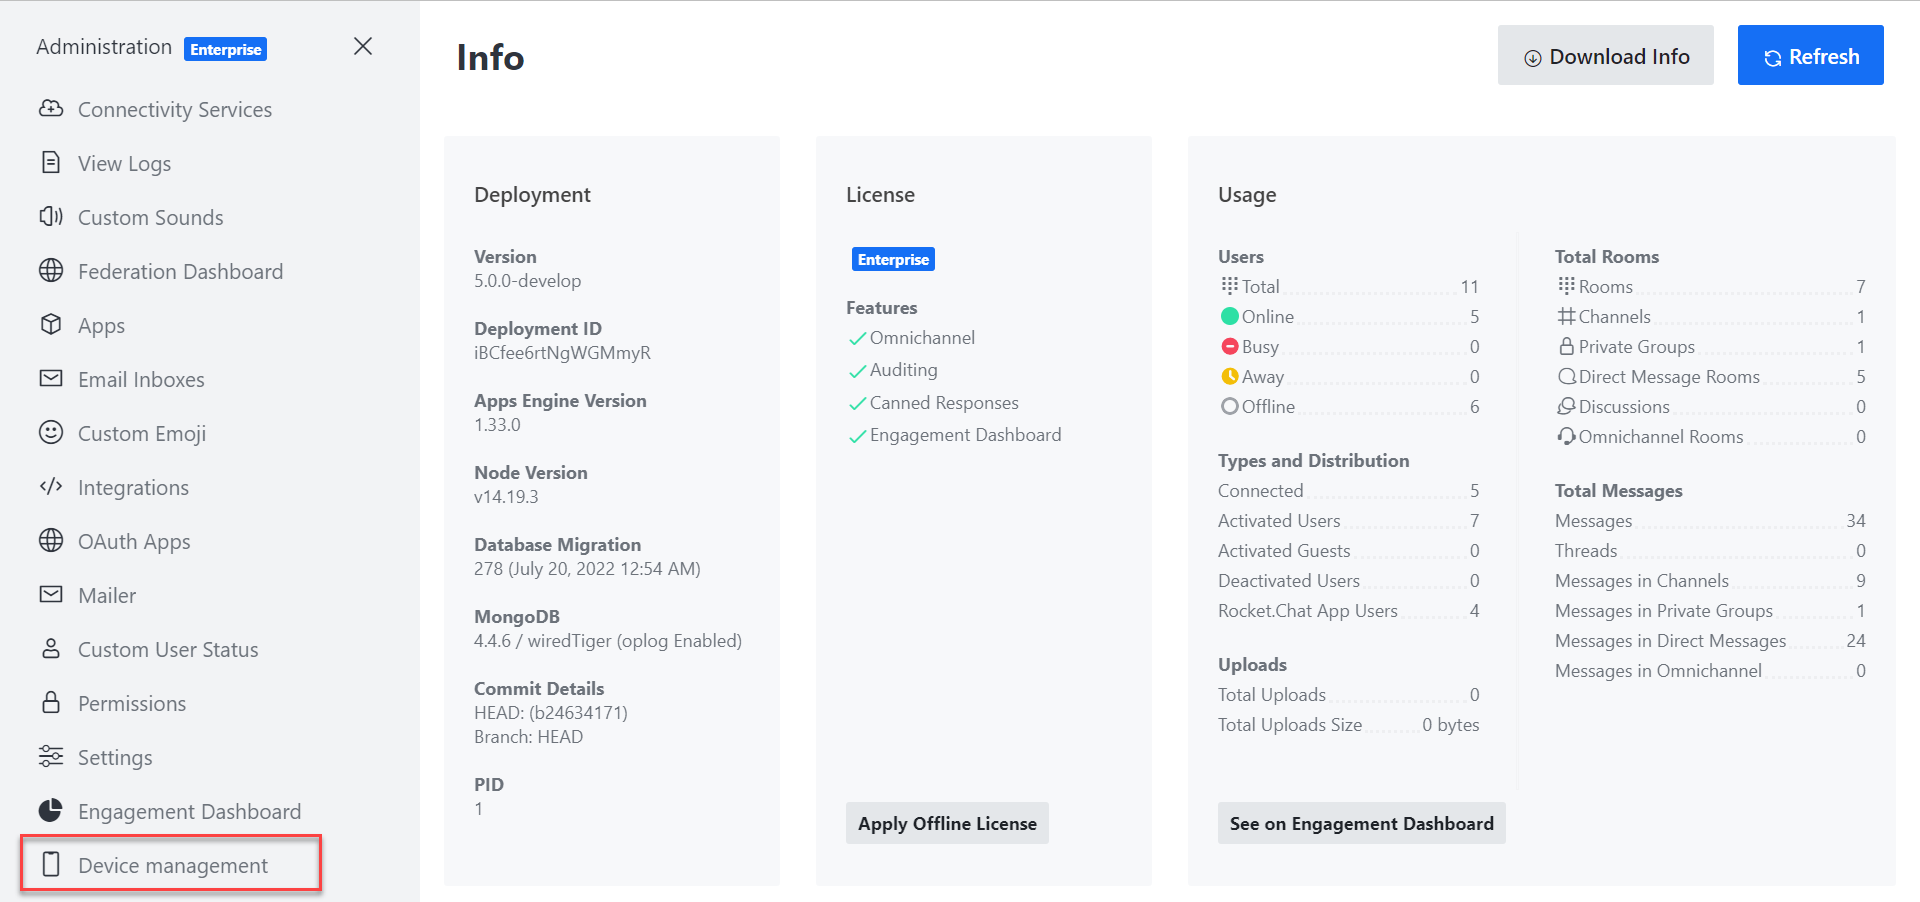 Administration Enterprise
Connectivity Services
View Logs
Custom Sounds
Federation Dashboard
Apps
Email Inboxes
Custom Emoji
Integrations
OAuth Apps
Mailer
Custom User Status
Permissions
Settings
Engagement Dashboard
Device management
Info
Download Info
Refresh
Deployment
Version
5.0.0-develop
Deployment ID
iBCfee6rtNgWGMmyR
Apps Engine Version
1.33.0
Node Version
v14.19.3
Database Migration
278 (July 20, 2022 12:54 AM)
MongoDB
4.4.6 / wiredTiger (oplog Enabled)
Commit Details
HEAD: (b24634171)
Branch: HEAD
PID
1
License
Enterprise
Features
Omnichannel
Auditing
Canned Responses
Engagement Dashboard
Apply Offline License
Usage
Users
Total 11
Online 5
Busy 0
Away 0
Offline 6
Types and Distribution
Connected 5
Activated Users 7
Activated Guests 0
Deactivated Users 0
Rocket.Chat App Users 4
Uploads
Total Uploads 0
Total Uploads Size 0 bytes
See on Engagement Dashboard
Total Rooms
Rooms 7
Channels 1
Private Groups 1
Direct Message Rooms 5
Discussions 0
Omnichannel Rooms 0
Total Messages
Messages 34
Threads 0
Messages in Channels 9
Messages in Private Groups 1
Messages in Direct Messages 24
Messages in Omnichannel 0